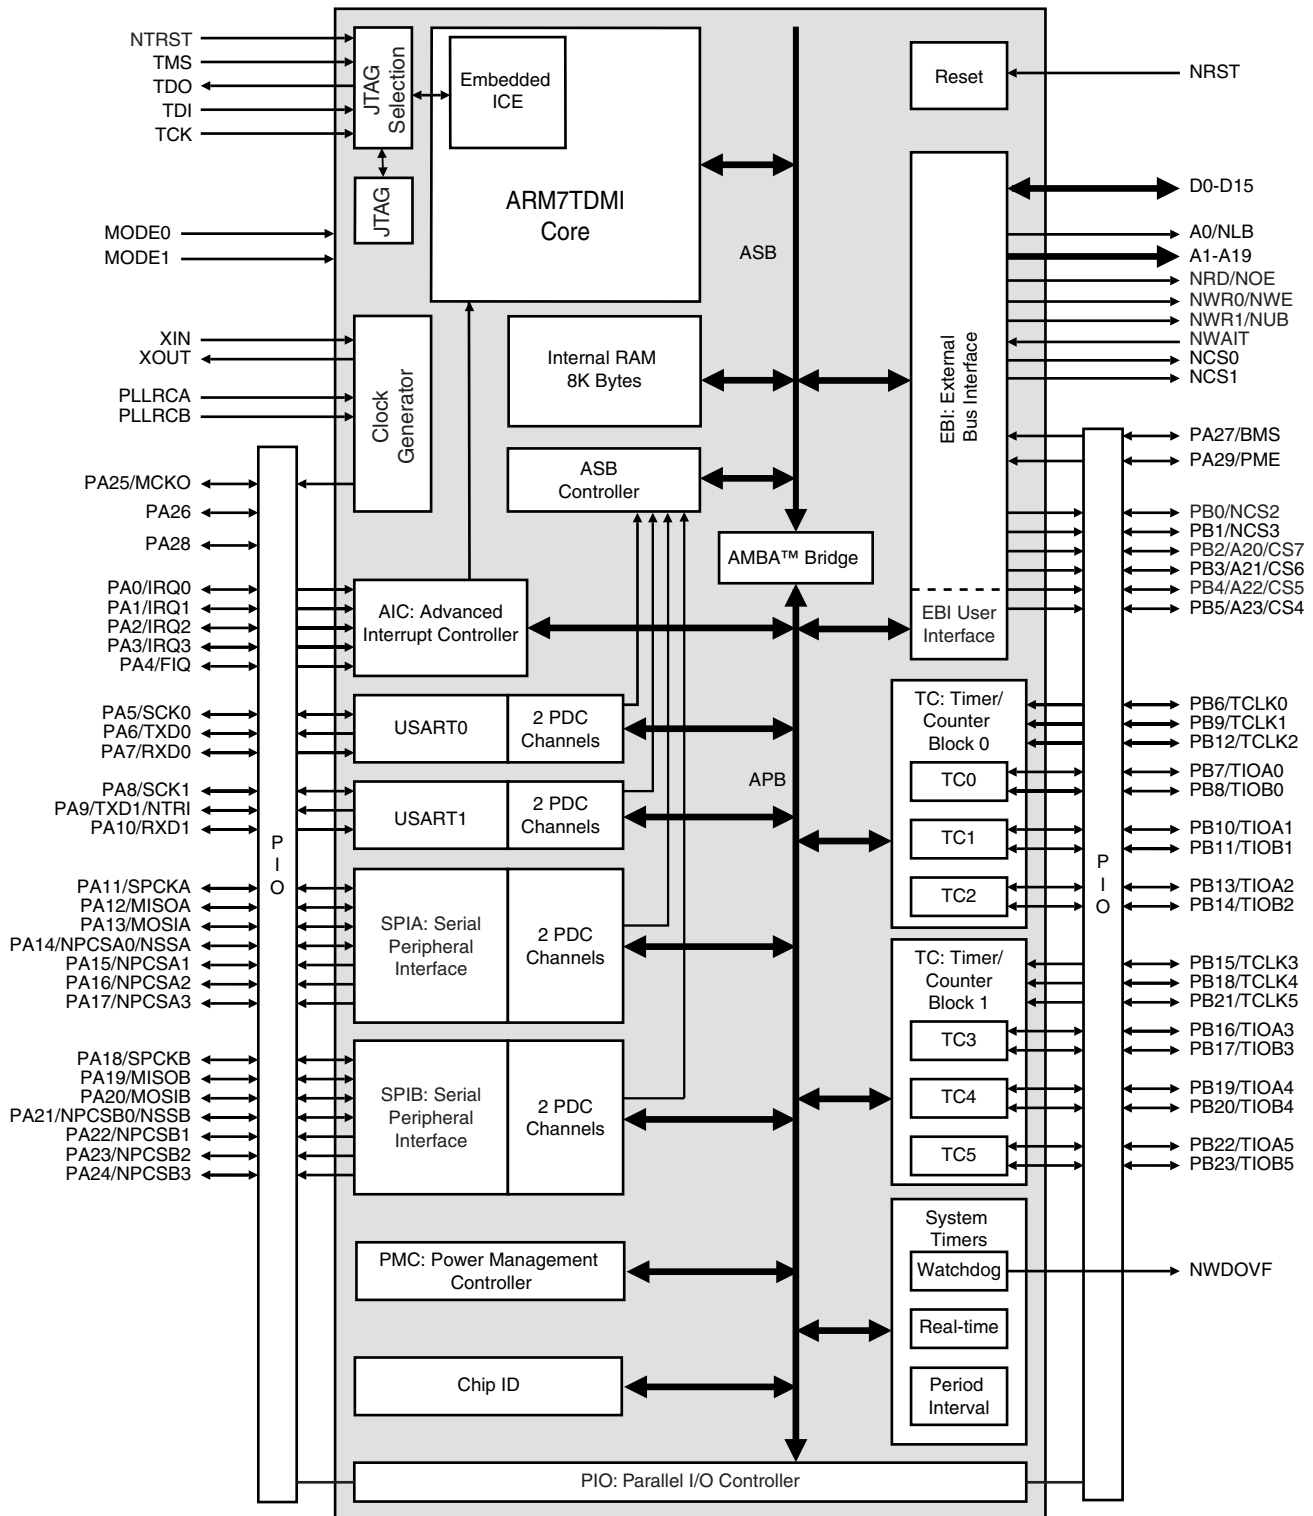 NTRST
TMS
TDO
TDI
TCK
MODE0
MODE1
XIN
XOUT
PLLRCA
PLLRCB
PA25/MCKO
PA26
PA28
PA0/IRQ0
PA1/IRQ1
PA2/IRQ2
PA3/IRQ3
PA4/FIQ
PA5/SCK0
PA6/TXD0
PA7/RXD0
PA8/SCK1
PA9/TXD1/NTRI
PA10/RXD1
PA11/SPCKA
PA12/MISOA
PA13/MOSIA
PA14/NPCSA0/NSSA
PA15/NPCSA1
PA16/NPCSA2
PA17/NPCSA3
PA18/SPCKB
PA19/MISOB
PA20/MOSIB
PA21/NPCSB0/NSSB
PA22/NPCSB1
PA23/NPCSB2
PA24/NPCSB3
P
I
O
JTAG
Selection
JTAG
Embedded
ICE
ARM7TDMI
Core
Clock
Generator
Internal RAM
8K Bytes
ASB
Controller
ASB
AMBA™ Bridge
AIC: Advanced
Interrupt Controller
USART0
2 PDC
Channels
USART1
2 PDC
Channels
APB
SPIA: Serial
Peripheral
Interface
2 PDC
Channels
SPIB: Serial
Peripheral
Interface
2 PDC
Channels
PMC: Power Management
Controller
Chip ID
PIO: Parallel I/O Controller
Reset
EBI: External
Bus Interface
EBI User
Interface
TC: Timer/
Counter
Block 0
TC0
TC1
TC2
TC: Timer/
Counter
Block 1
TC3
TC4
TC5
System
Timers
Watchdog
Real-time
Period
Interval
P
I
O
NRST
D0-D15
A0/NLB
A1-A19
NRD/NOE
NWR0/NWE
NWR1/NUB
NWAIT
NCS0
NCS1
PA27/BMS
PA29/PME
PB0/NCS2
PB1/NCS3
PB2/A20/CS7
PB3/A21/CS6
PB4/A22/CS5
PB5/A23/CS4
PB6/TCLK0
PB9/TCLK1
PB12/TCLK2
PB7/TIOA0
PB8/TIOB0
PB10/TIOA1
PB11/TIOB1
PB13/TIOA2
PB14/TIOB2
PB15/TCLK3
PB18/TCLK4
PB21/TCLK5
PB16/TIOA3
PB17/TIOB3
PB19/TIOA4
PB20/TIOB4
PB22/TIOA5
PB23/TIOB5
NWDOVF